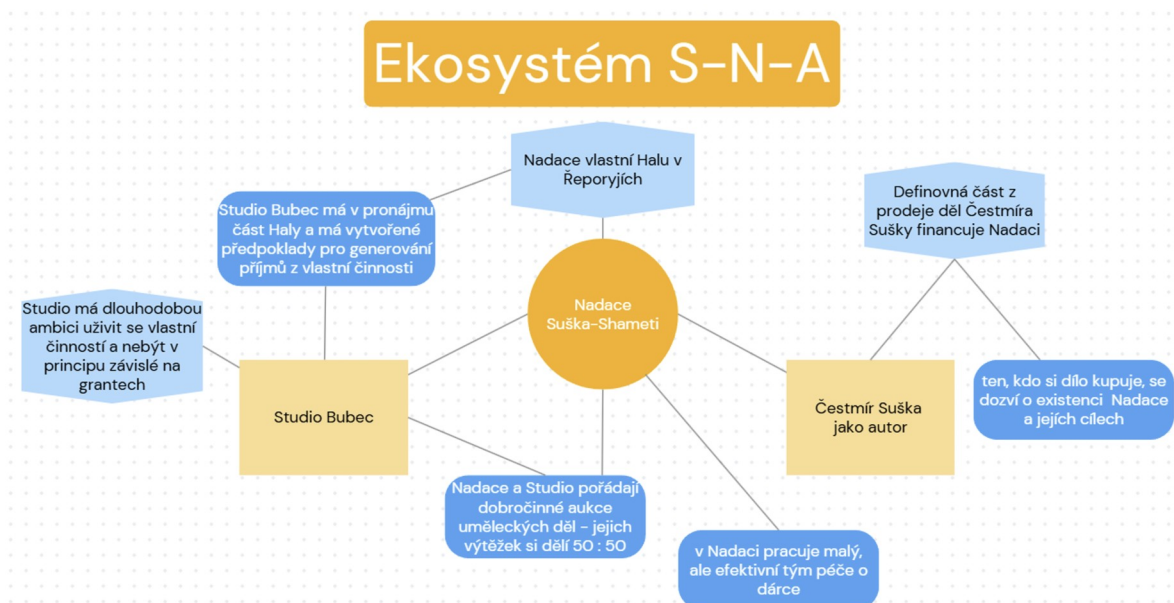 Ekosystém S-N-A
Nadace vlastní Halu v
Řeporyjích
Definovná část z
prodeje děl Čestmíra
Sušky financuje Nadaci
Studio Bubec má v pronájmu
část Haly a má vytvořené
předpoklady pro generování
příjmů z vlastní činnosti
Studio má dlouhodobou
ambici uživit se vlastní
činností a nebýt v
principu závislé na
grantech
Nadace
Suška-Shameti
Studio Bubec
Čestmír Suška
jako autor
ten, kdo si dílo kupuje, se
dozví o existenci Nadace
a jejích cílech
Nadace a Studio pořádají
dobročinné aukce
uměleckých děl - jejich
výtěžek si dělí 50 : 50
v Nadaci pracuje malý,
ale efektivní tým péče o
dárce